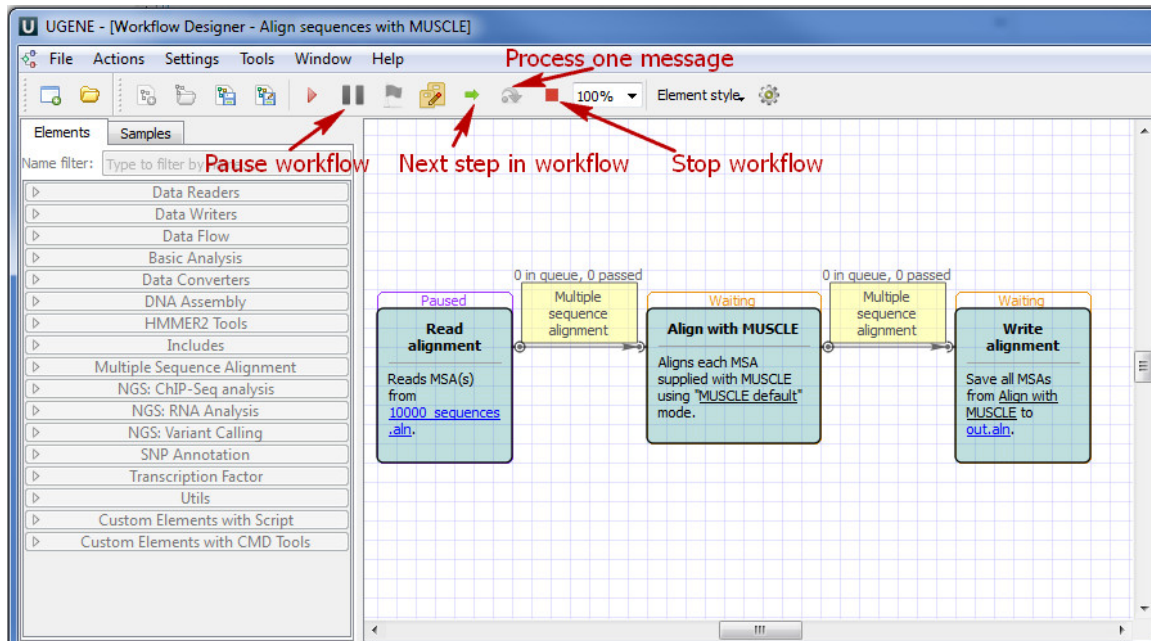 UGENE - [Workflow Designer - Align sequences with MUSCLE]
File Actions Settings Tools Window Help
Process one message
100% Element style
Elements Samples
Name filter: Type to filter by
Pause workflow Next step in workflow Stop workflow
Data Readers
Data Writers
Data Flow
Basic Analysis
Data Converters
DNA Assembly
HMMER2 Tools
Includes
Multiple Sequence Alignment
NGS: ChIP-Seq analysis
NGS: RNA Analysis
NGS: Variant Calling
SNP Annotation
Transcription Factor
Utils
Custom Elements with Script
Custom Elements with CMD Tools
Paused
Read
alignment
Reads MSA(s)
from
10000_sequences
.aln.
0 in queue, 0 passed
Multiple
sequence
alignment
Waiting
Align with MUSCLE
Aligns each MSA
supplied with MUSCLE
using "MUSCLE default"
mode.
0 in queue, 0 passed
Multiple
sequence
alignment
Waiting
Write
alignment
Save all MSAs
from Align with
MUSCLE to
out.aln.